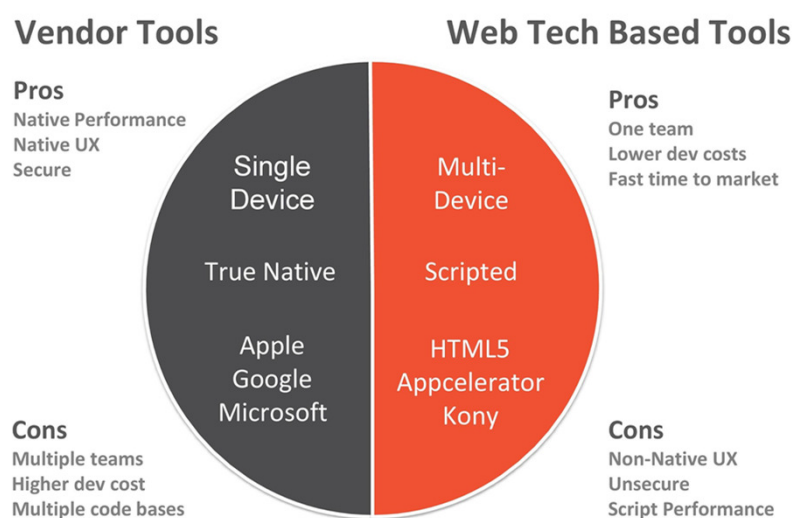 Vendor Tools
Web Tech Based Tools
Pros
Native Performance
Native UX
Secure
Single
Device
True Native
Apple
Google
Microsoft
Cons
Multiple teams
Higher dev cost
Multiple code bases
Multi-
Device
Scripted
HTML5
Appcelerator
Kony
Pros
One team
Lower dev costs
Fast time to market
Cons
Non-Native UX
Unsecure
Script Performance